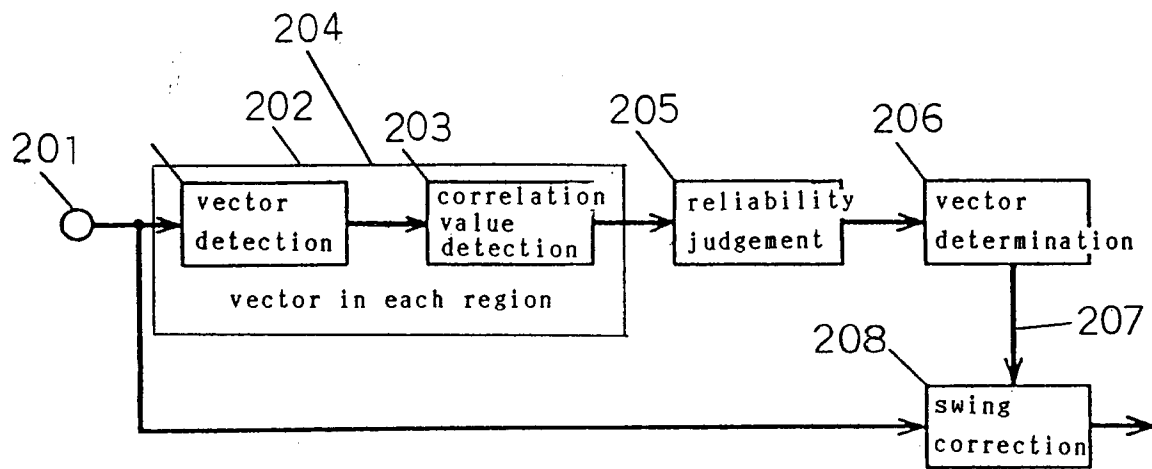 204
202
203
205
206
201
vector
detection
correlation
value
detection
reliability
judgement
vector
determination
vector in each region
207
208
swing
correction